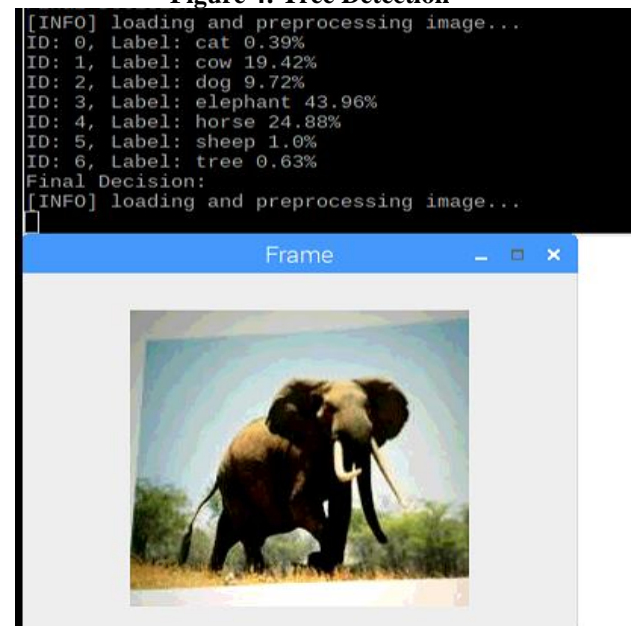 Figure 4: Tree Detection
[INFO] loading and preprocessing image...
ID: 0, Label: cat 0.39%
ID: 1, Label: cow 19.42%
ID: 2, Label: dog 9.72%
ID: 3, Label: elephant 43.96%
ID: 4, Label: horse 24.88%
ID: 5, Label: sheep 1.0%
ID: 6, Label: tree 0.63%
Final Decision:
[INFO] loading and preprocessing image...
Frame